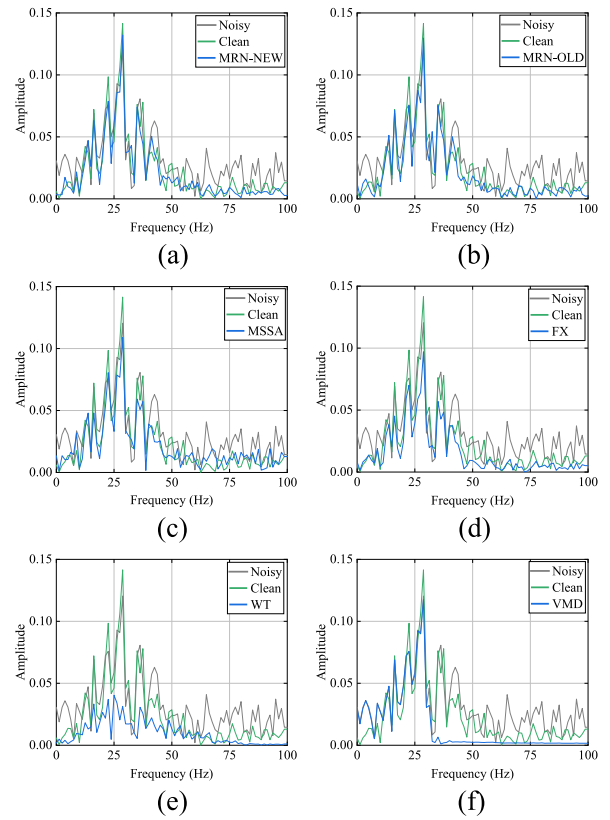 0.15
0.10
0.05
0.00
Amplitude
Noisy
Clean
MRN-NEW
0 25 50 75 100
Frequency (Hz)
(a)
0.15
0.10
0.05
0.00
Amplitude
Noisy
Clean
MRN-OLD
0 25 50 75 100
Frequency (Hz)
(b)
0.15
0.10
0.05
0.00
Amplitude
Noisy
Clean
MSSA
0 25 50 75 100
Frequency (Hz)
(c)
0.15
0.10
0.05
0.00
Amplitude
Noisy
Clean
FX
0 25 50 75 100
Frequency (Hz)
(d)
0.15
0.10
0.05
0.00
Amplitude
Noisy
Clean
WT
0 25 50 75 100
Frequency (Hz)
(e)
0.15
0.10
0.05
0.00
Amplitude
Noisy
Clean
VMD
0 25 50 75 100
Frequency (Hz)
(f)